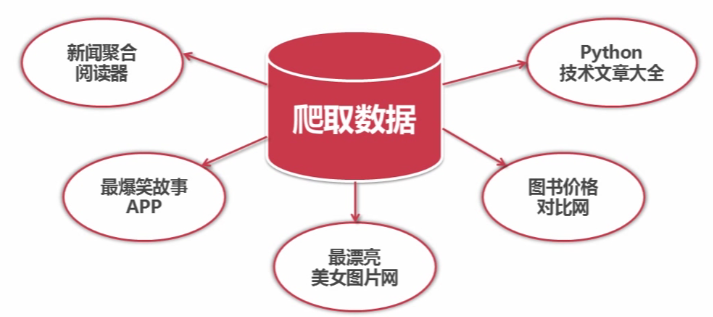 新闻聚合
阅读器
爬取数据
Python
技术文章大全
最爆笑故事
APP
图书价格
对比网
最漂亮
美女图片网